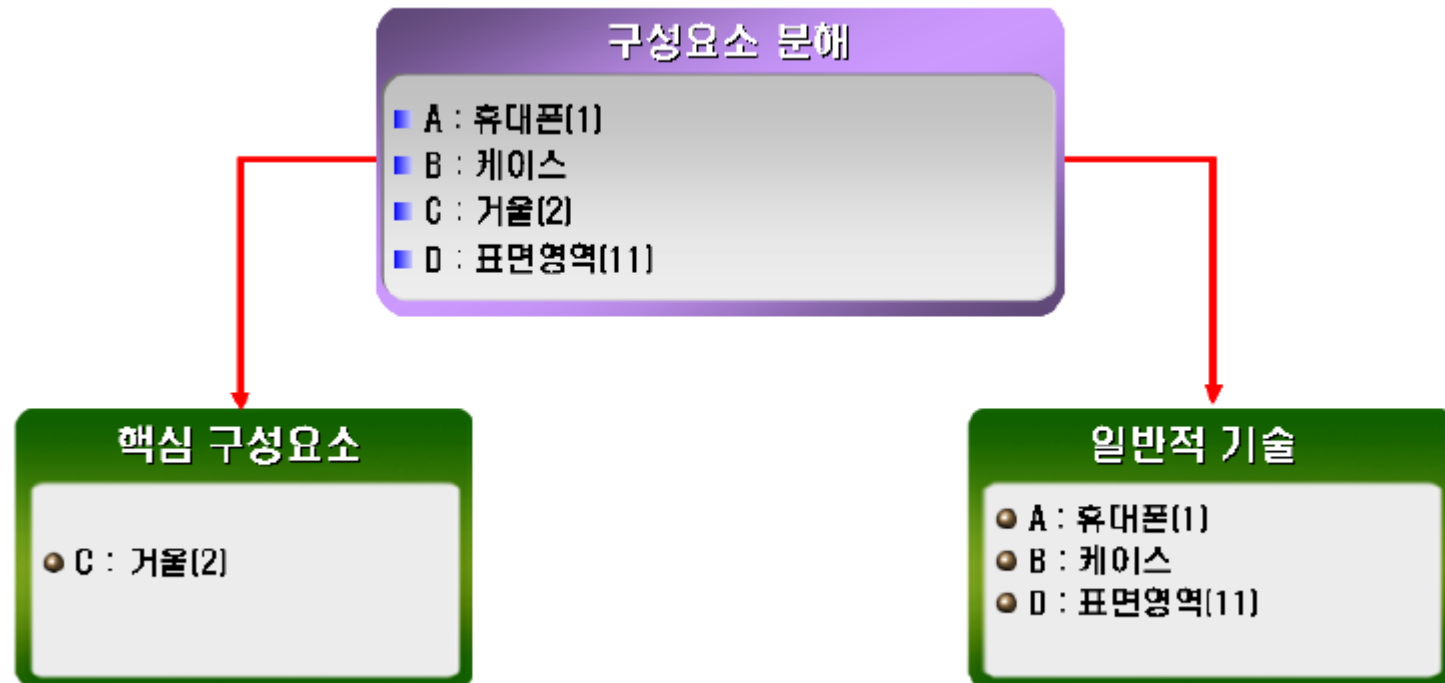 구성요소 분해
A : 휴대폰(1)
B : 케이스
C : 거울(2)
D : 표면영역(11)
핵심 구성요소
C : 거울(2)
일반적 기술
A : 휴대폰(1)
B : 케이스
D : 표면영역(11)